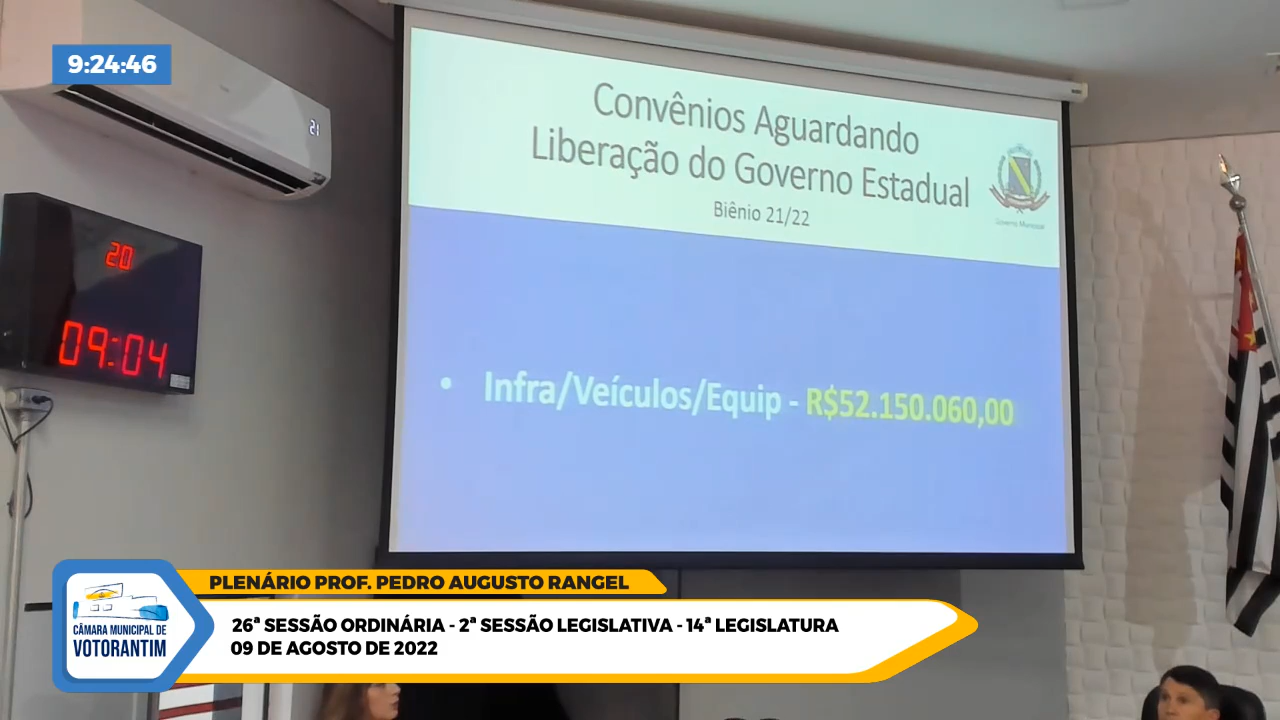 9:24:46
21
20
09:04
Convênios Aguardando
Liberação do Governo Estadual
Biênio 21/22
Governo Municipal
• Infra/Veículos/Equip - R$52.150.060,00
PLENÁRIO PROF. PEDRO AUGUSTO RANGEL
26ª SESSÃO ORDINÁRIA - 2ª SESSÃO LEGISLATIVA - 14ª LEGISLATURA
09 DE AGOSTO DE 2022
CÂMARA MUNICIPAL DE
VOTORANTIM